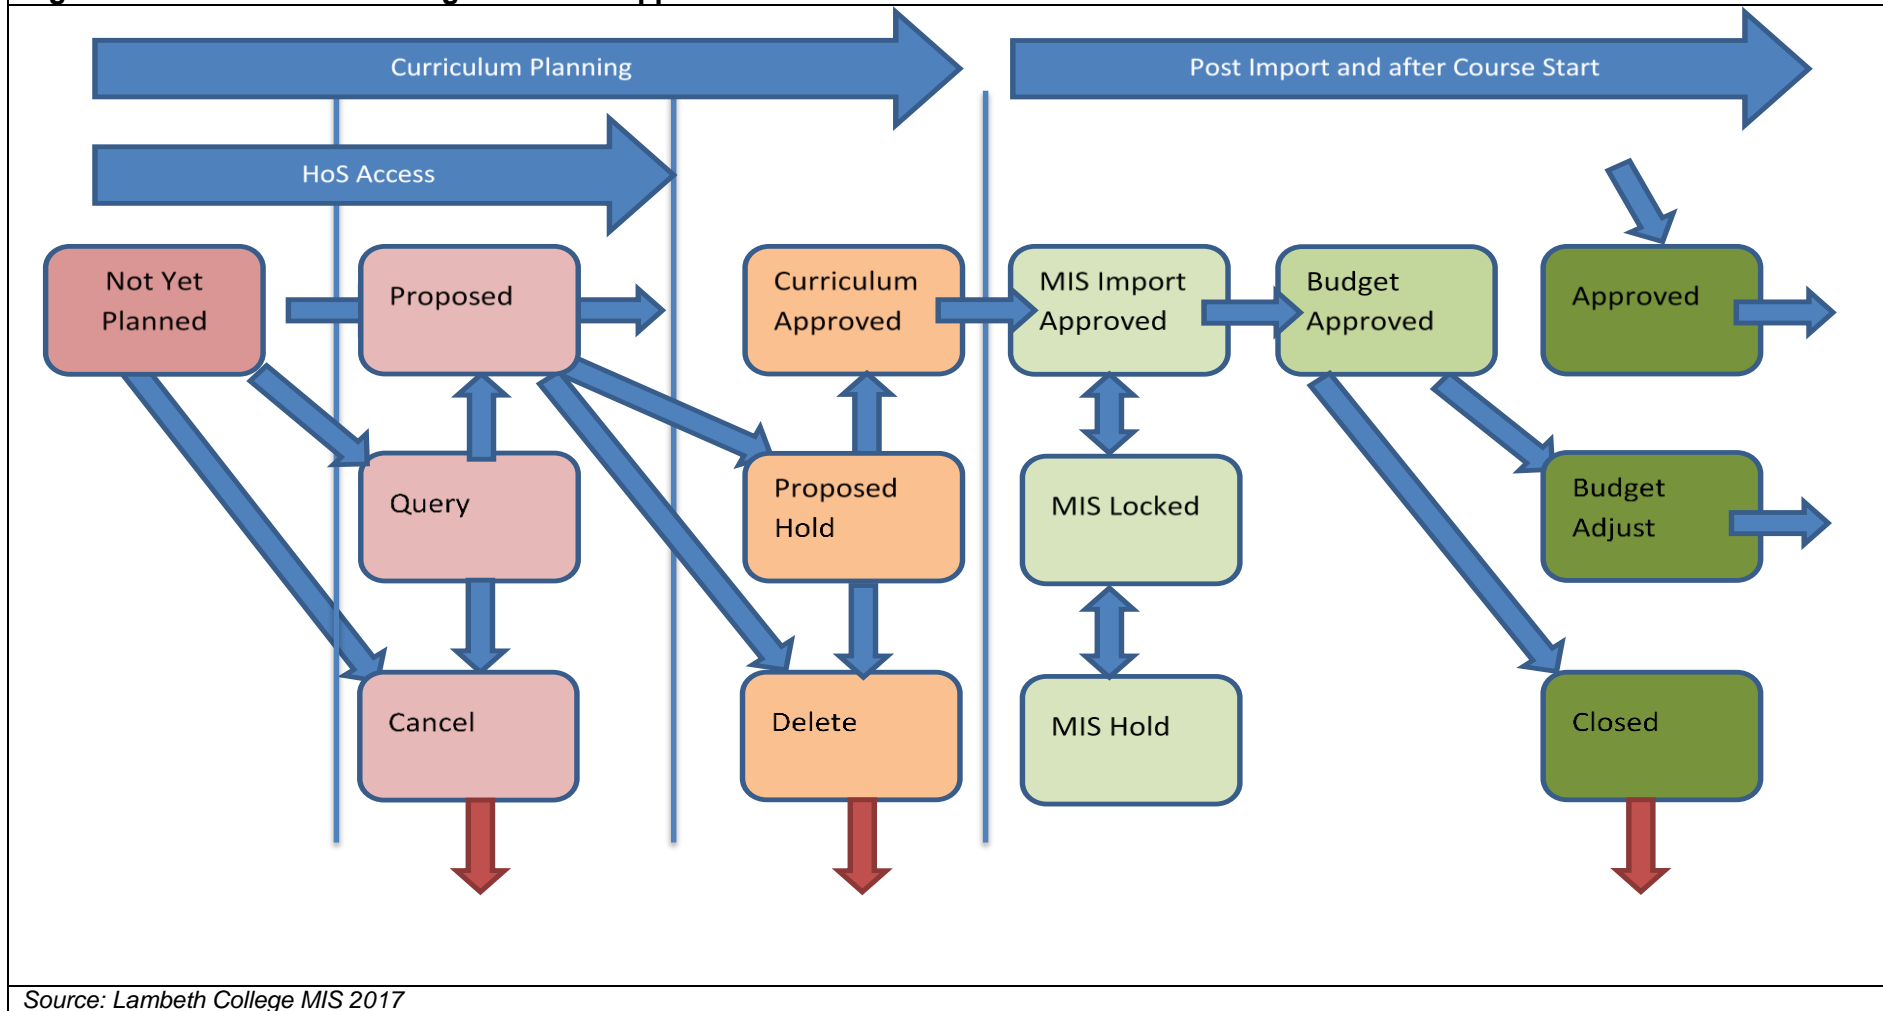 Curriculum Planning
Post Import and after Course Start
HoS Access
Not Yet
Planned
Proposed
Curriculum
Approved
MIS Import
Approved
Budget
Approved
Approved
Query
Proposed
Hold
MIS Locked
Budget
Adjust
Cancel
Delete
MIS Hold
Closed
Source: Lambeth College MIS 2017